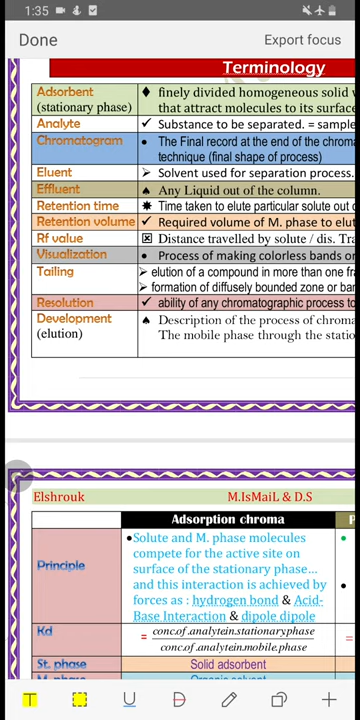 1:35
Done
Export focus
Terminology
Adsorbent
(stationary phase)
♦ finely divided homogeneous solid
that attract molecules to its surface
Analyte
✓ Substance to be separated. = sample
Chromatogram
• The Final record at the end of the chroma
technique (final shape of process)
Eluent
➢ Solvent used for separation process.
Effluent
♠ Any Liquid out of the column.
Retention time
✷ Time taken to elute particular solute out
Retention volume
✓ Required volume of M. phase to elut
Rf value
☒ Distance travelled by solute / dis. Tra
Visualization
• Process of making colorless bands or
Tailing
➢ elution of a compound in more than one fra
➢ formation of diffusely bounded zone or ban
Resolution
✓ ability of any chromatographic process to
Development
(elution)
♠ Description of the process of chroma
The mobile phase through the statio
Elshrouk
M.IsMaiL & D.S
Adsorption chroma
Principle
•Solute and M. phase molecules
compete for the active site on
surface of the stationary phase...
and this interaction is achieved by
forces as : hydrogen bond & Acid-
Base Interaction & dipole dipole
Kd
= conc.of.analytein.stationaryphase
conc.of.analytein.mobile.phase
=
St. phase
Solid adsorbent
M. phase
Organic solvent
T
U